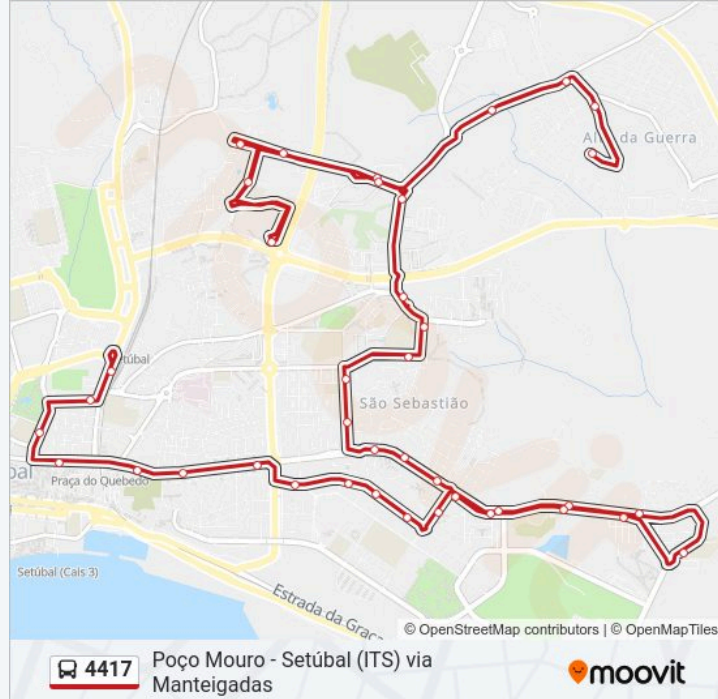 Alto da Guerra
Setúbal
São Sebastião
bal
Praça do Quebedo
Setúbal (Cais 3)
Estrada da Graça
© OpenStreetMap contributors | © OpenMapTiles
4417
Poço Mouro - Setúbal (ITS) via
Manteigadas
moovit